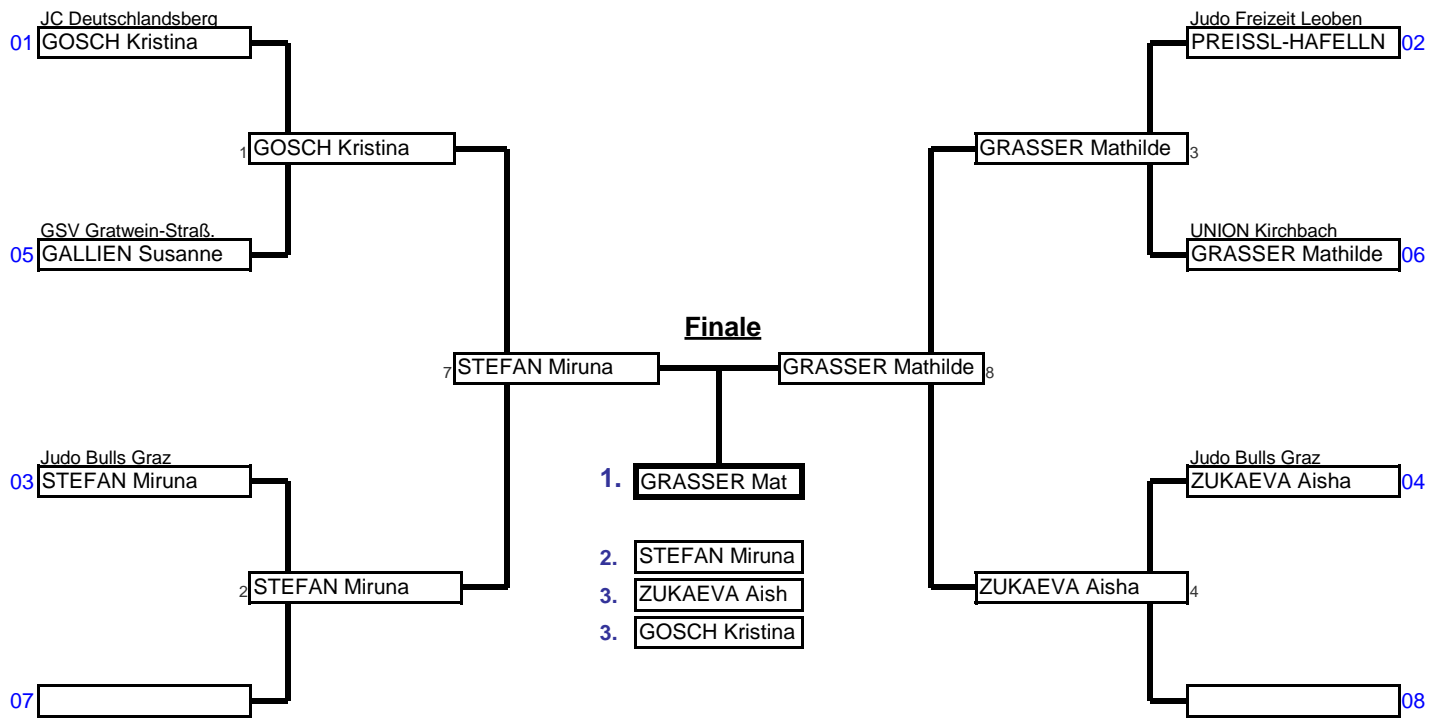 JC Deutschlandsberg
01 GOSCH Kristina
Judo Freizeit Leoben
PREISSL-HAFELLN 02
1 GOSCH Kristina
GRASSER Mathilde 3
GSV Gratwein-Straß.
05 GALLIEN Susanne
UNION Kirchbach
GRASSER Mathilde 06
Finale
7 STEFAN Miruna
GRASSER Mathilde 8
Judo Bulls Graz
03 STEFAN Miruna
1. GRASSER Mat
Judo Bulls Graz
ZUKAEVA Aisha 04
2. STEFAN Miruna
2 STEFAN Miruna
3. ZUKAEVA Aish
ZUKAEVA Aisha 4
3. GOSCH Kristina
07
08